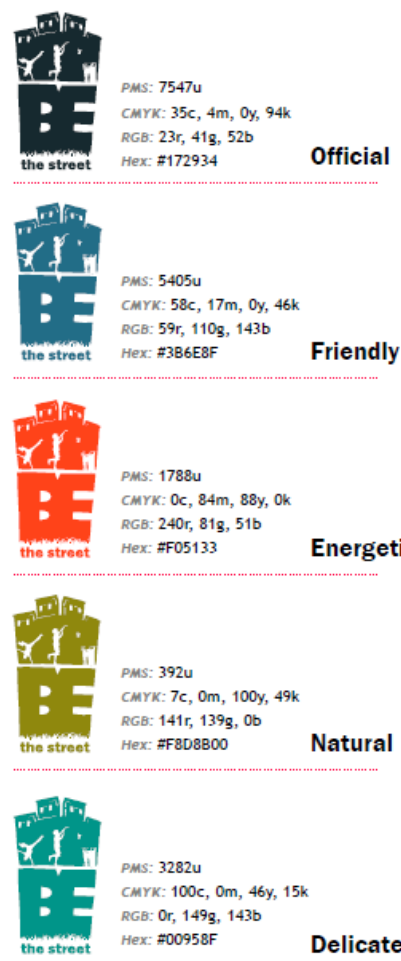 BE
the street
PMS: 7547u
CMYK: 35c, 4m, 0y, 94k
RGB: 23r, 41g, 52b
Hex: #172934
Official
BE
the street
PMS: 5405u
CMYK: 58c, 17m, 0y, 46k
RGB: 59r, 110g, 143b
Hex: #3B6E8F
Friendly
BE
the street
PMS: 1788u
CMYK: 0c, 84m, 88y, 0k
RGB: 240r, 81g, 51b
Hex: #F05133
Energeti
BE
the street
PMS: 392u
CMYK: 7c, 0m, 100y, 49k
RGB: 141r, 139g, 0b
Hex: #F8D8B00
Natural
BE
the street
PMS: 3282u
CMYK: 100c, 0m, 46y, 15k
RGB: 0r, 149g, 143b
Hex: #00958F
Delicate